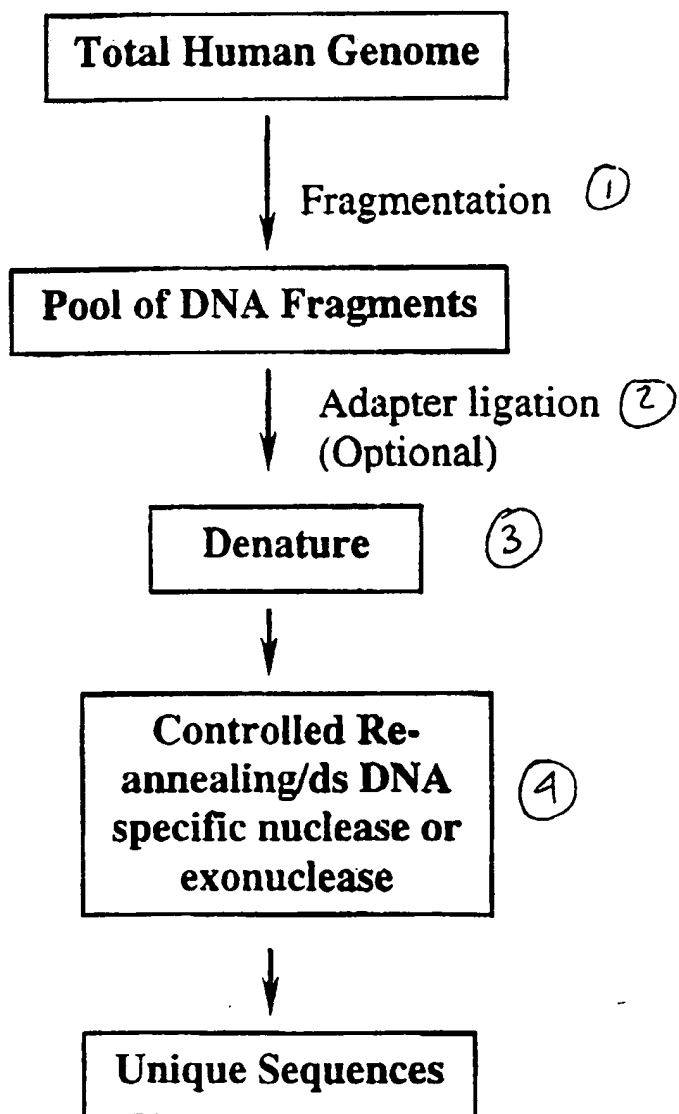 Total Human Genome
Fragmentation ①
Pool of DNA Fragments
Adapter ligation ②
(Optional)
Denature ③
Controlled Re-
annealing/ds DNA
specific nuclease or
exonuclease
④
Unique Sequences